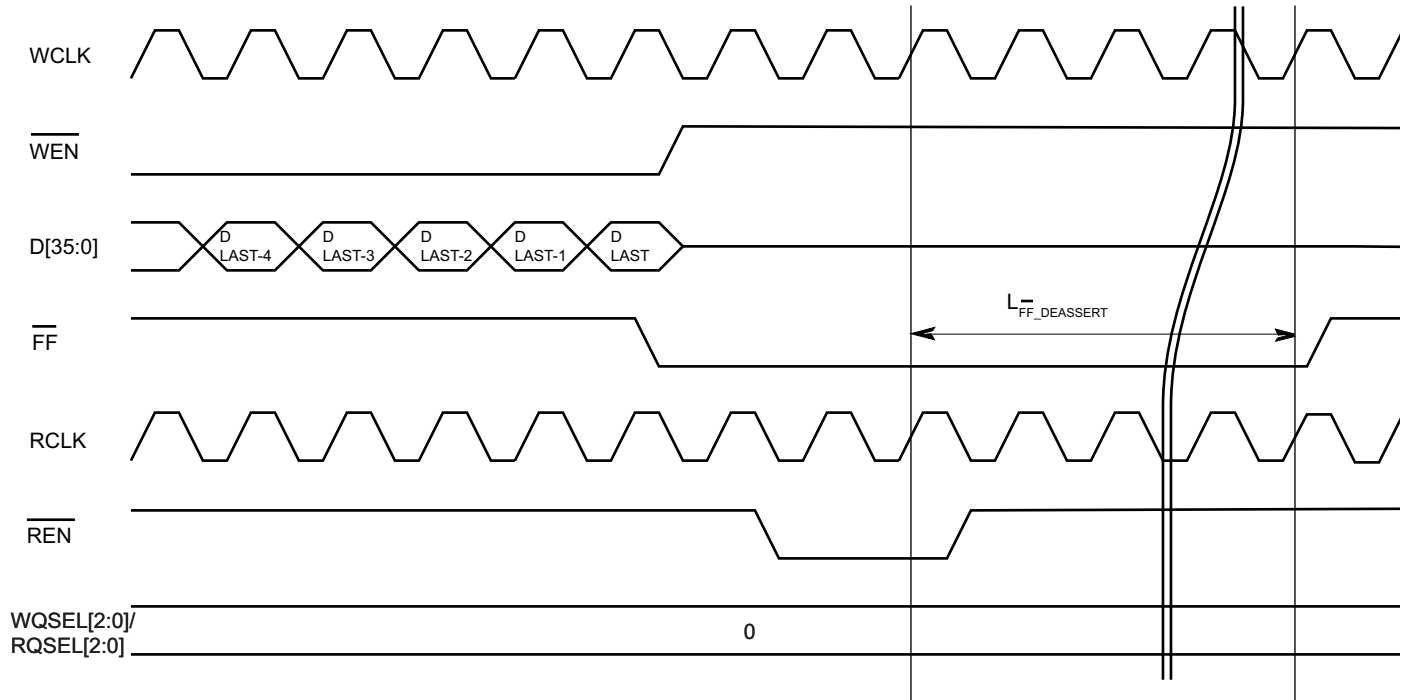 WCLK
WEN
D[35:0]
D
LAST-4
D
LAST-3
D
LAST-2
D
LAST-1
D
LAST
LFF_DEASSERT
FF
RCLK
REN
WQSEL[2:0]/
RQSEL[2:0]
0